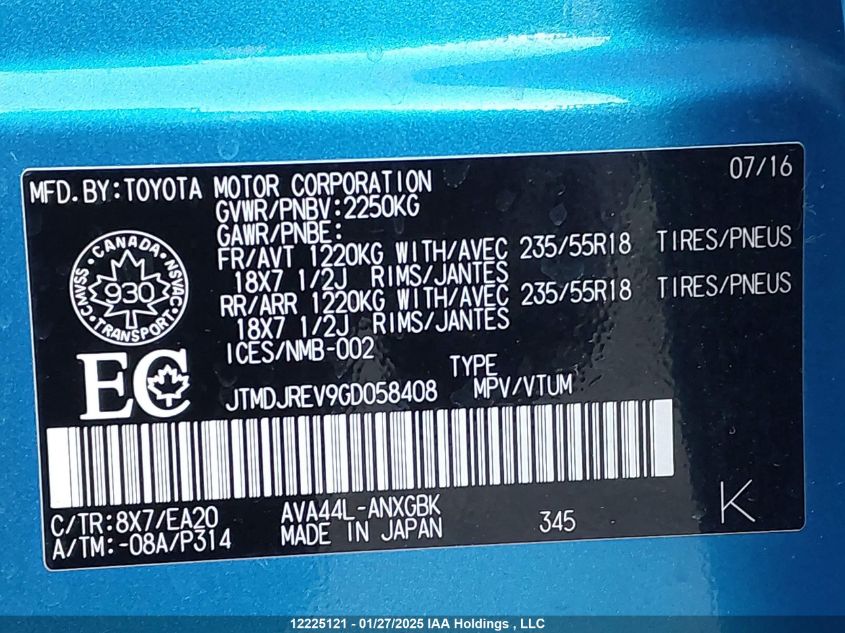 07/16
MFD.BY:TOYOTA MOTOR CORPORATION
GVWR/PNBV:2250KG
GAWR/PNBE:
FR/AVT 1220KG WITH/AVEC 235/55R18 TIRES/PNEUS
18X7 1/2J RIMS/JANTES
RR/ARR 1220KG WITH/AVEC 235/55R18 TIRES/PNEUS
18X7 1/2J RIMS/JANTES
ICES/NMB-002
CANADA
CMVSS 930 NSVAC
TRANSPORT
EC
TYPE
JTMDJREV9GD058408 MPV/VTUM
C/TR:8X7/EA20 AVA44L-ANXGBK 345 K
A/TM:-08A/P314 MADE IN JAPAN
12225121 - 01/27/2025 IAA Holdings , LLC